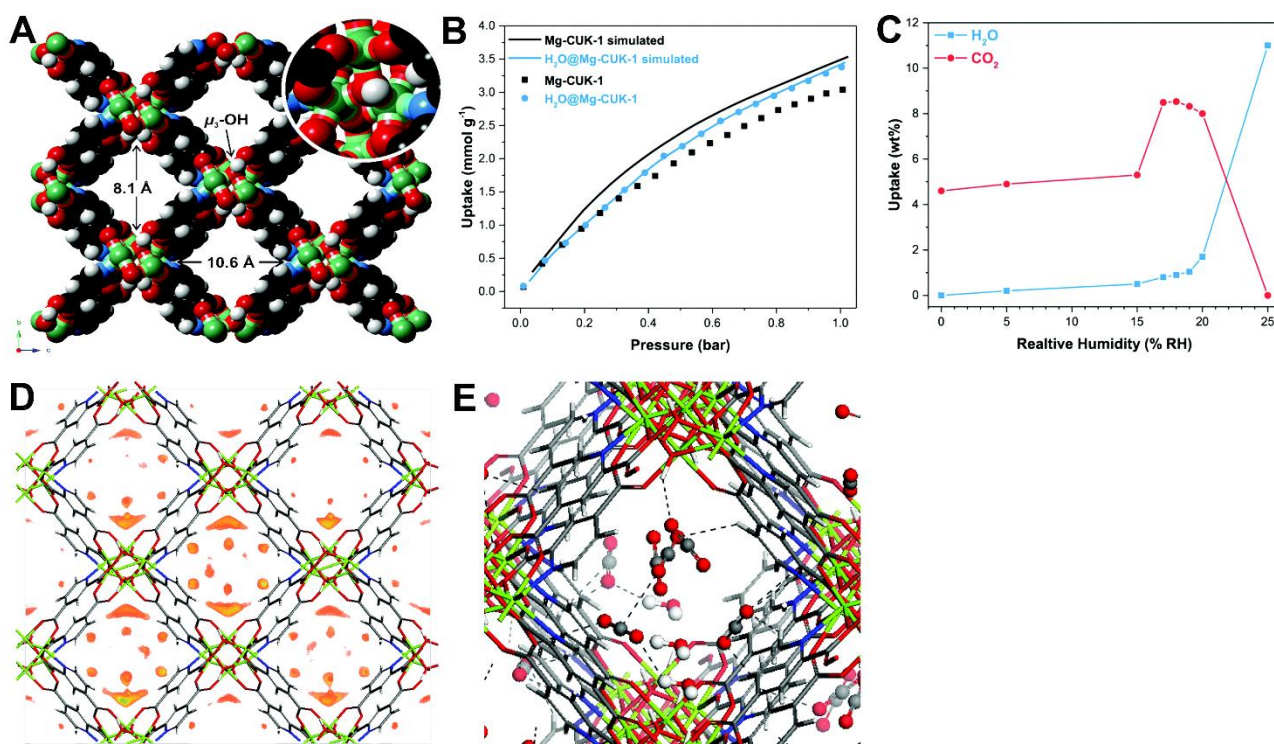 A
μ3-OH
8.1 Å
10.6 Å
b
c
B
Uptake (mmol g-1)
4.0
3.5
3.0
2.5
2.0
1.5
1.0
0.5
0.0
Mg-CUK-1 simulated
H2O@Mg-CUK-1 simulated
Mg-CUK-1
H2O@Mg-CUK-1
0.0 0.2 0.4 0.6 0.8 1.0
Pressure (bar)
C
Uptake (wt%)
12
10
8
6
4
2
0
H2O
CO2
0 5 10 15 20 25
Realtive Humidity (% RH)
D
E